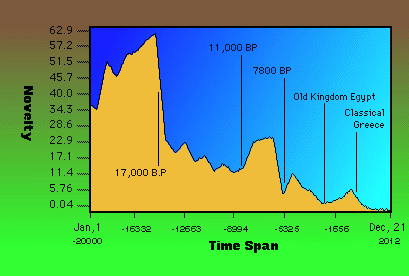 62.9
57.2
51.5
45.7
40.0
34.3
28.6
22.9
17.1
11.4
5.76
0.04
Novelty
11,000 BP
7800 BP
Old Kingdom Egypt
Classical
Greece
17,000 B.P.
Jan,1
-20000
-16332
-12663
-8994
-5325
-1656
Dec, 21
2012
Time Span